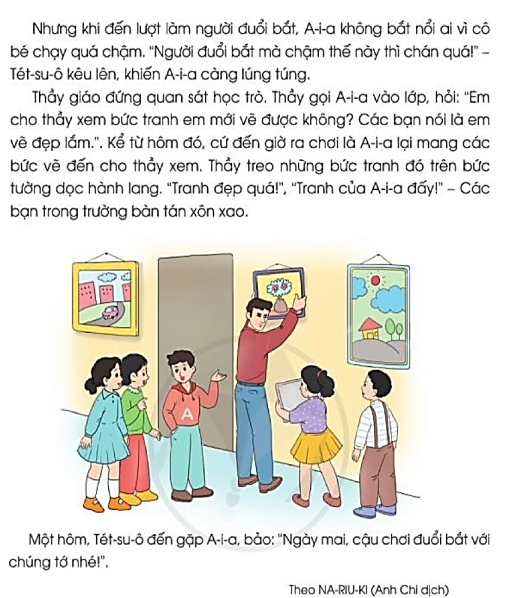 Nhưng khi đến lượt làm người đuổi bắt, A-i-a không bắt nổi ai vì cô
bé chạy quá chậm. “Người đuổi bắt mà chậm thế này thì chán quá!” –
Tét-su-ô kêu lên, khiến A-i-a càng lúng túng.
Thầy giáo đứng quan sát học trò. Thầy gọi A-i-a vào lớp, hỏi: “Em
cho thầy xem bức tranh em mới vẽ được không? Các bạn nói là em
vẽ đẹp lắm.”. Kể từ hôm đó, cứ đến giờ ra chơi là A-i-a lại mang các
bức vẽ đến cho thầy xem. Thầy treo những bức tranh đó trên bức
tường dọc hành lang. “Tranh đẹp quá!”, “Tranh của A-i-a đấy!” – Các
bạn trong trường bàn tán xôn xao.
A
Một hôm, Tét-su-ô đến gặp A-i-a, bảo: “Ngày mai, cậu chơi đuổi bắt với
chúng tớ nhé!”.
Theo NA-RIU-KI (Anh Chi dịch)